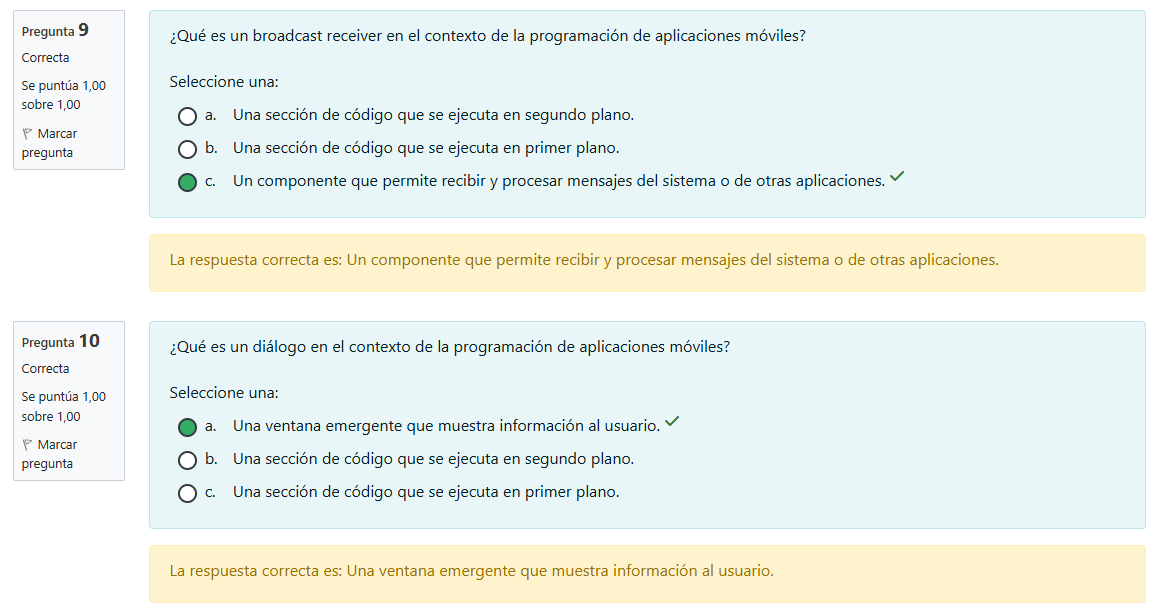 Pregunta 9
Correcta
Se puntúa 1,00
sobre 1,00
Marcar
pregunta
¿Qué es un broadcast receiver en el contexto de la programación de aplicaciones móviles?
Seleccione una:
a. Una sección de código que se ejecuta en segundo plano.
b. Una sección de código que se ejecuta en primer plano.
c. Un componente que permite recibir y procesar mensajes del sistema o de otras aplicaciones.
La respuesta correcta es: Un componente que permite recibir y procesar mensajes del sistema o de otras aplicaciones.
Pregunta 10
Correcta
Se puntúa 1,00
sobre 1,00
Marcar
pregunta
¿Qué es un diálogo en el contexto de la programación de aplicaciones móviles?
Seleccione una:
a. Una ventana emergente que muestra información al usuario.
b. Una sección de código que se ejecuta en segundo plano.
c. Una sección de código que se ejecuta en primer plano.
La respuesta correcta es: Una ventana emergente que muestra información al usuario.